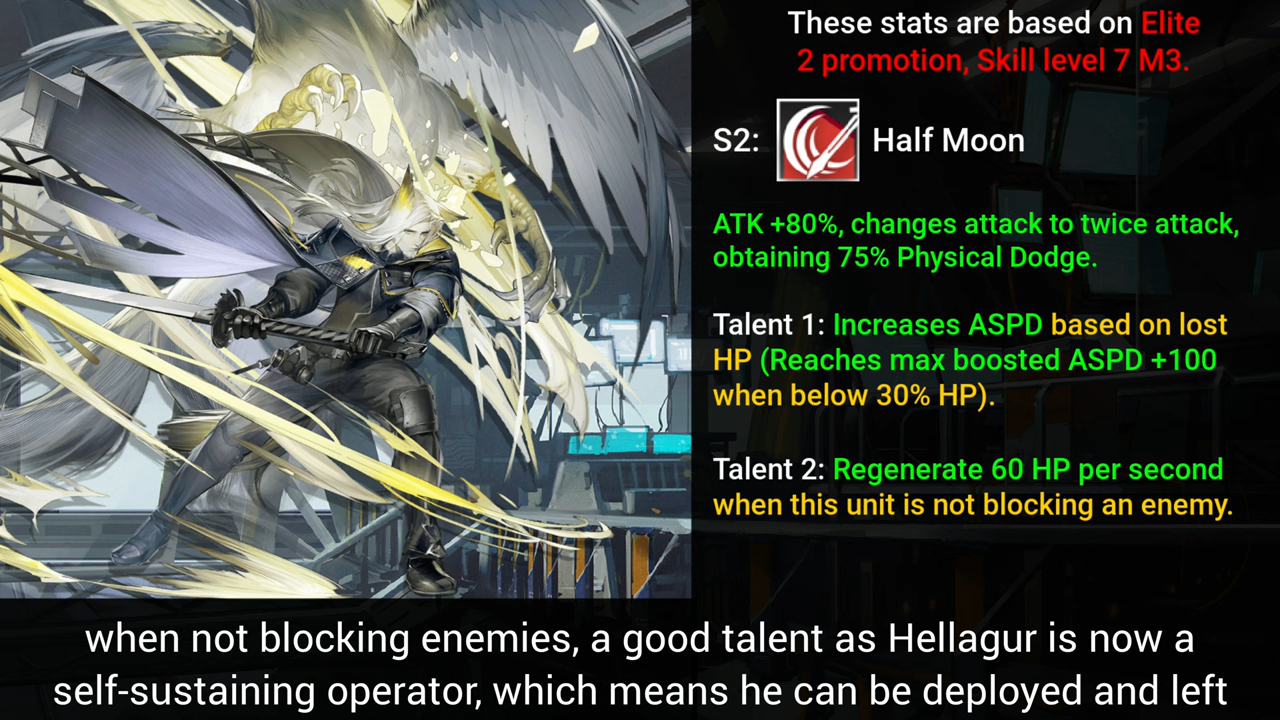 These stats are based on Elite
2 promotion, Skill level 7 M3.
S2: Half Moon
ATK +80%, changes attack to twice attack,
obtaining 75% Physical Dodge.
Talent 1: Increases ASPD based on lost
HP (Reaches max boosted ASPD +100
when below 30% HP).
Talent 2: Regenerate 60 HP per second
when this unit is not blocking an enemy.
when not blocking enemies, a good talent as Hellagur is now a
self-sustaining operator, which means he can be deployed and left